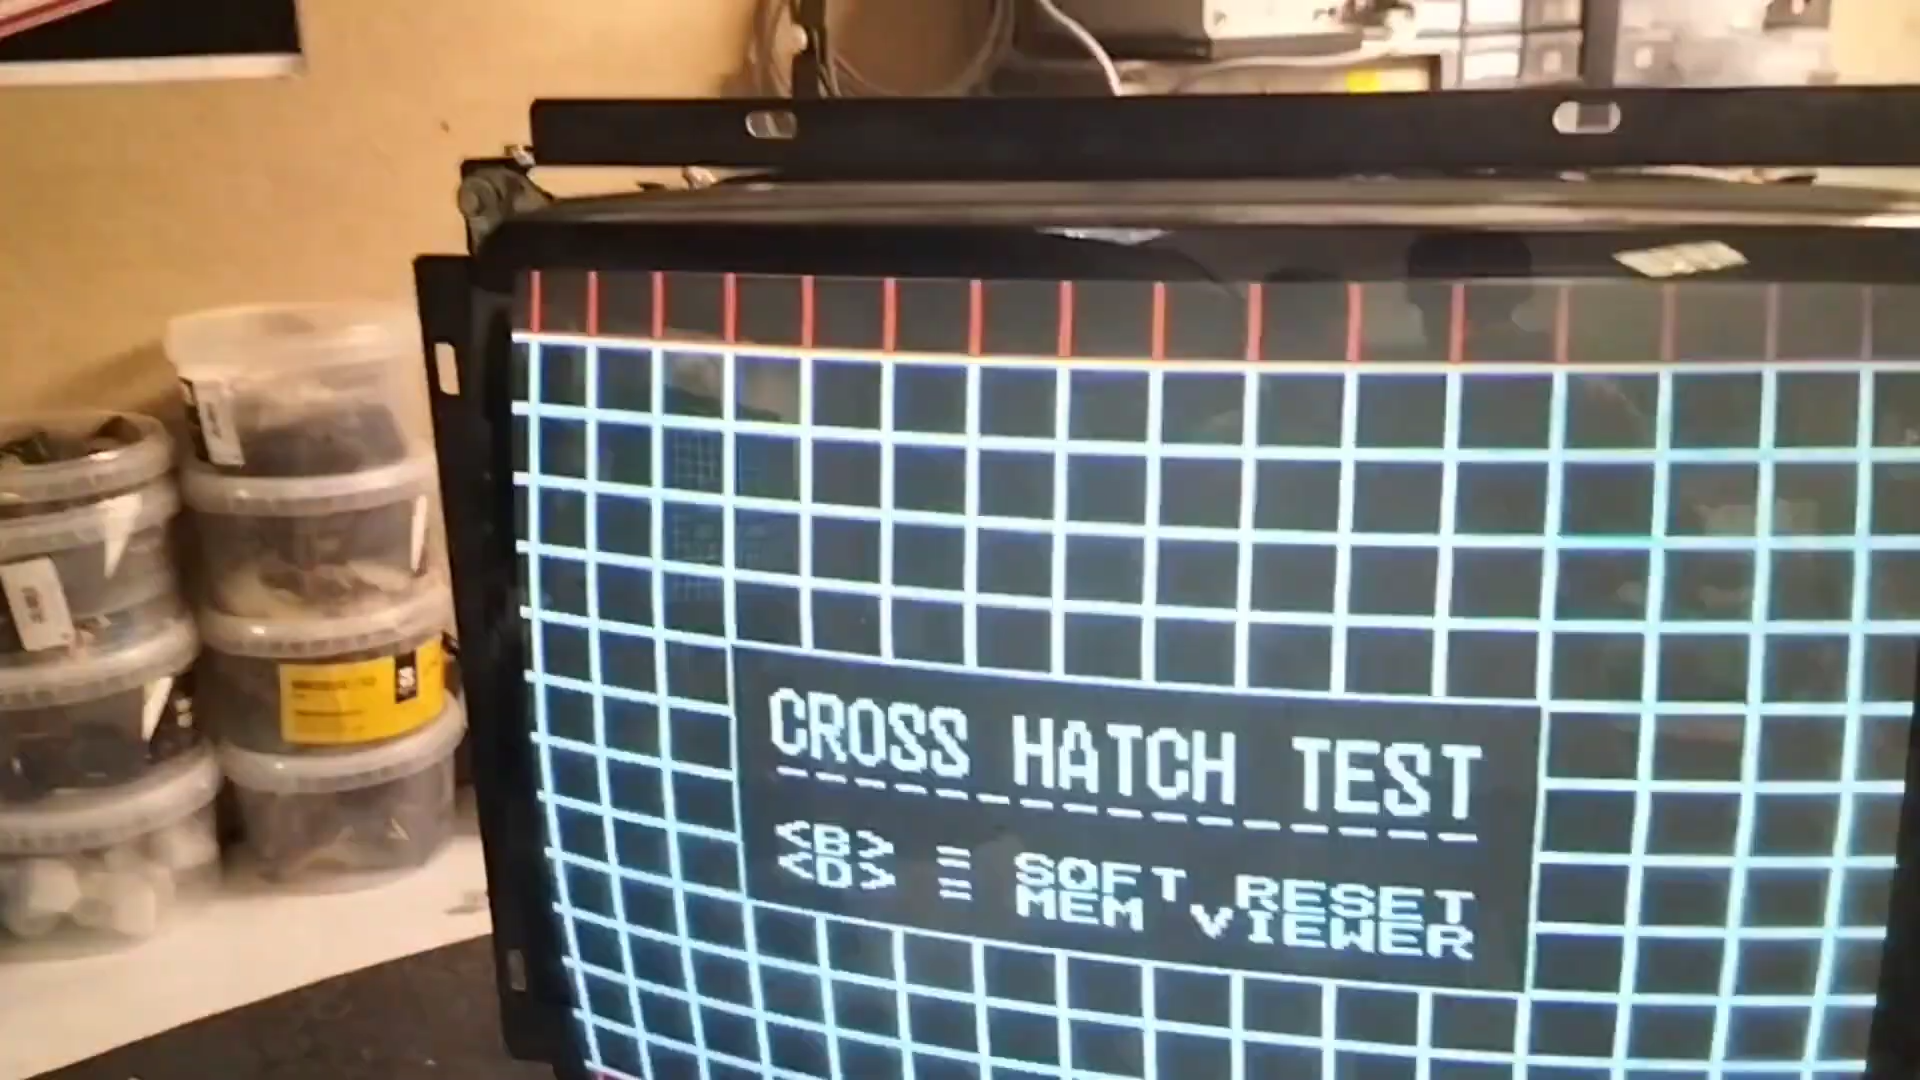 CROSS HATCH TEST
<B> = SOFT RESET
<D> = MEM VIEWER